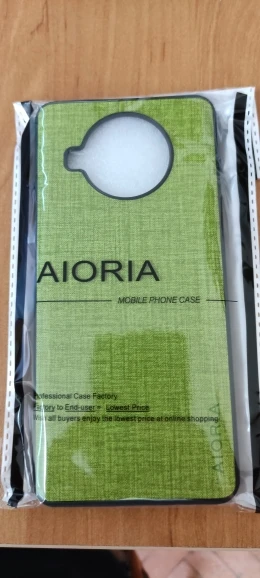 AIORIA
MOBILE PHONE CASE
Professional Case Factory
Factory to End-user = Lowest Price
Wish all buyers enjoy the lowest price at online shopping
AIORIA